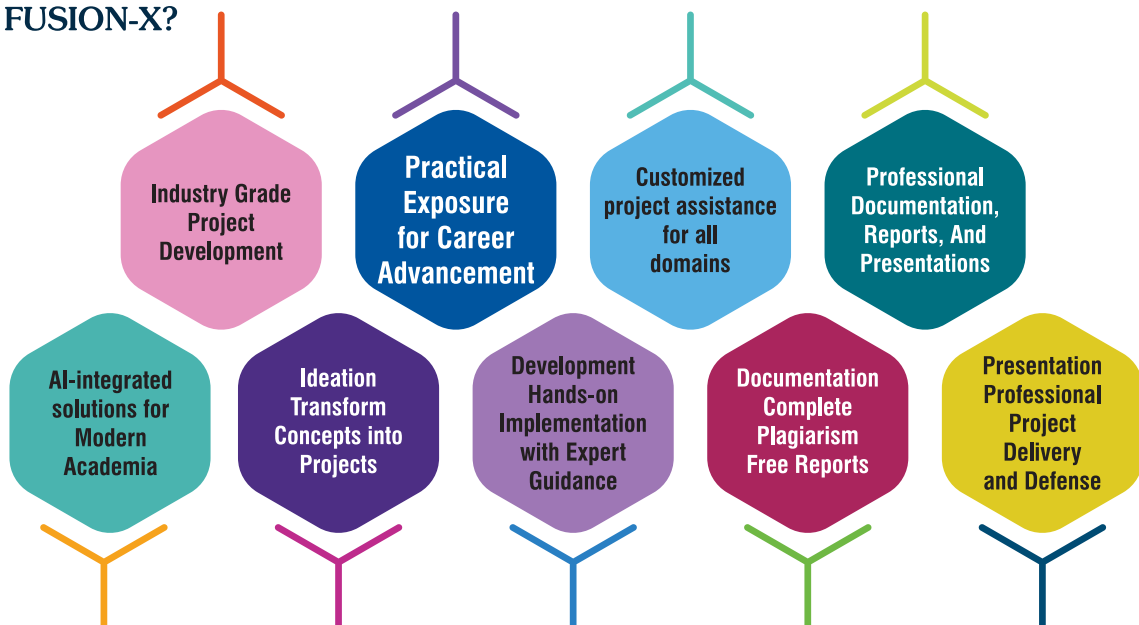 FUSION-X?
Industry Grade
Project
Development
Practical
Exposure
for Career
Advancement
Customized
project assistance
for all
domains
Professional
Documentation,
Reports, And
Presentations
AI-integrated
solutions for
Modern
Academia
Ideation
Transform
Concepts into
Projects
Development
Hands-on
Implementation
with Expert
Guidance
Documentation
Complete
Plagiarism
Free Reports
Presentation
Professional
Project
Delivery
and Defense